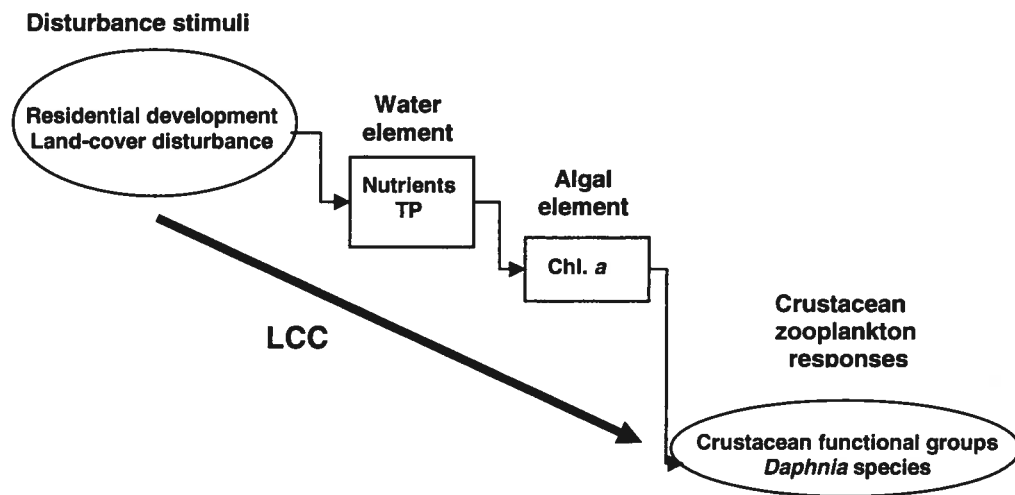 Disturbance stimuli
Residential development
Land-cover disturbance
Water
element
Nutrients
TP
Algal
element
Chl. a
LCC
Crustacean
zooplankton
responses
Crustacean functional groups
Daphnia species